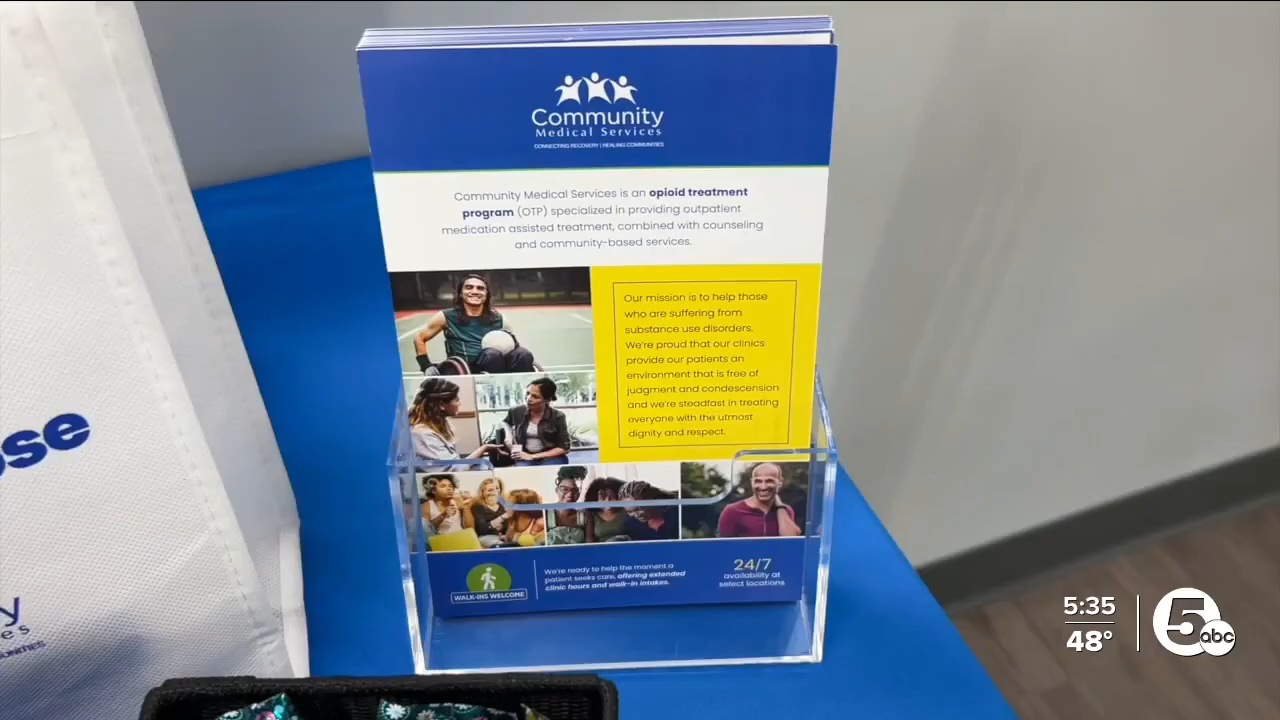 Community
Medical Services
CONNECTING RECOVERY | HEALING COMMUNITIES
Community Medical Services is an opioid treatment
program (OTP) specialized in providing outpatient
medication assisted treatment, combined with counseling
and community-based services.
Our mission is to help those
who are suffering from
substance use disorders.
We're proud that our clinics
provide our patients an
environment that is free of
judgment and condescension
and we're steadfast in treating
everyone with the utmost
dignity and respect.
WALK-INS WELCOME
We're ready to help the moment a
patient seeks care, offering extended
clinic hours and walk-in intakes.
24/7
availability at
select locations
5:35
48°
5 abc